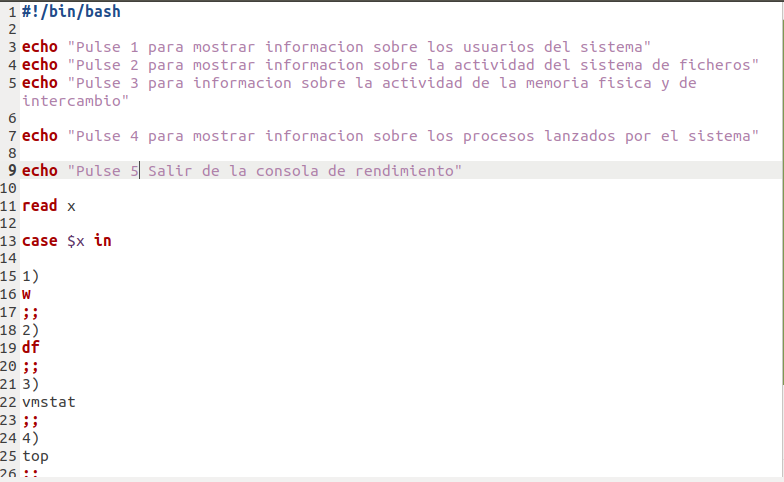 1 #!/bin/bash
2
3 echo "Pulse 1 para mostrar informacion sobre los usuarios del sistema"
4 echo "Pulse 2 para mostrar informacion sobre la actividad del sistema de ficheros"
5 echo "Pulse 3 para informacion sobre la actividad de la memoria fisica y de
intercambio"
6
7 echo "Pulse 4 para mostrar informacion sobre los procesos lanzados por el sistema"
8
9 echo "Pulse 5 Salir de la consola de rendimiento"
10
11 read x
12
13 case $x in
14
15 1)
16 w
17 ;;
18 2)
19 df
20 ;;
21 3)
22 vmstat
23 ;;
24 4)
25 top
26 ;;